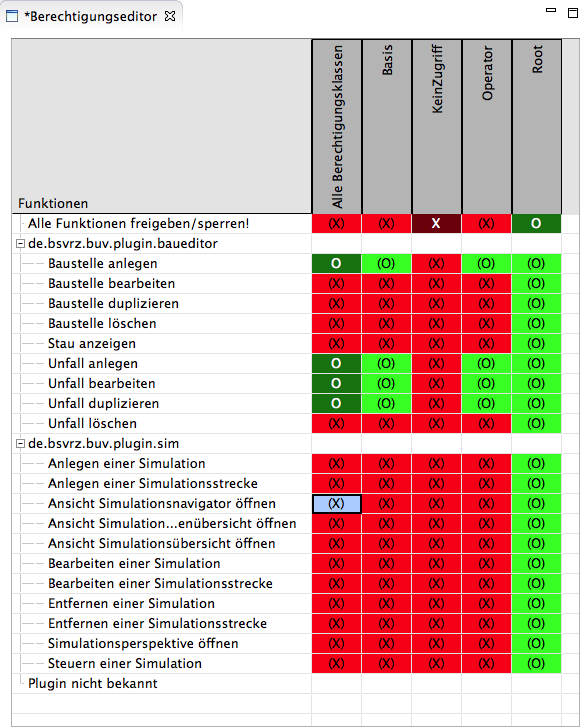 *Berechtigungseditor
Alle Berechtigungsklassen Basis KeinZugriff Operator Root
Funktionen
Alle Funktionen freigeben/sperren! (X) (X) X (X) O
de.bsvrz.buv.plugin.baueditor
Baustelle anlegen O (O) (X) (O) (O)
Baustelle bearbeiten (X) (X) (X) (X) (O)
Baustelle duplizieren (X) (X) (X) (X) (O)
Baustelle löschen (X) (X) (X) (X) (O)
Stau anzeigen (X) (X) (X) (X) (O)
Unfall anlegen O (O) (X) (O) (O)
Unfall bearbeiten O (O) (X) (O) (O)
Unfall duplizieren O (O) (X) (O) (O)
Unfall löschen (X) (X) (X) (X) (O)
de.bsvrz.buv.plugin.sim
Anlegen einer Simulation (X) (X) (X) (X) (O)
Anlegen einer Simulationsstrecke (X) (X) (X) (X) (O)
Ansicht Simulationsnavigator öffnen (X) (X) (X) (X) (O)
Ansicht Simulation...enübersicht öffnen (X) (X) (X) (X) (O)
Ansicht Simulationsübersicht öffnen (X) (X) (X) (X) (O)
Bearbeiten einer Simulation (X) (X) (X) (X) (O)
Bearbeiten einer Simulationsstrecke (X) (X) (X) (X) (O)
Entfernen einer Simulation (X) (X) (X) (X) (O)
Entfernen einer Simulationsstrecke (X) (X) (X) (X) (O)
Simulationsperspektive öffnen (X) (X) (X) (X) (O)
Steuern einer Simulation (X) (X) (X) (X) (O)
Plugin nicht bekannt